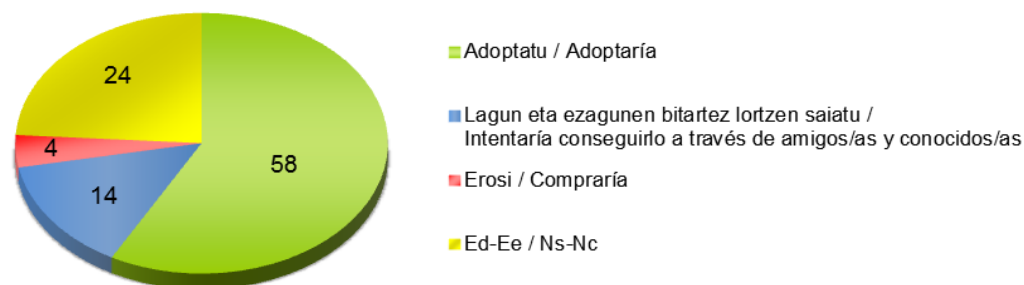 24
4
14
58
Adoptatu / Adoptaría
Lagun eta ezagunen bitartez lortzen saiatu /
Intentaría conseguirlo a través de amigos/as y conocidos/as
Erosi / Compraría
Ed-Ee / Ns-Nc